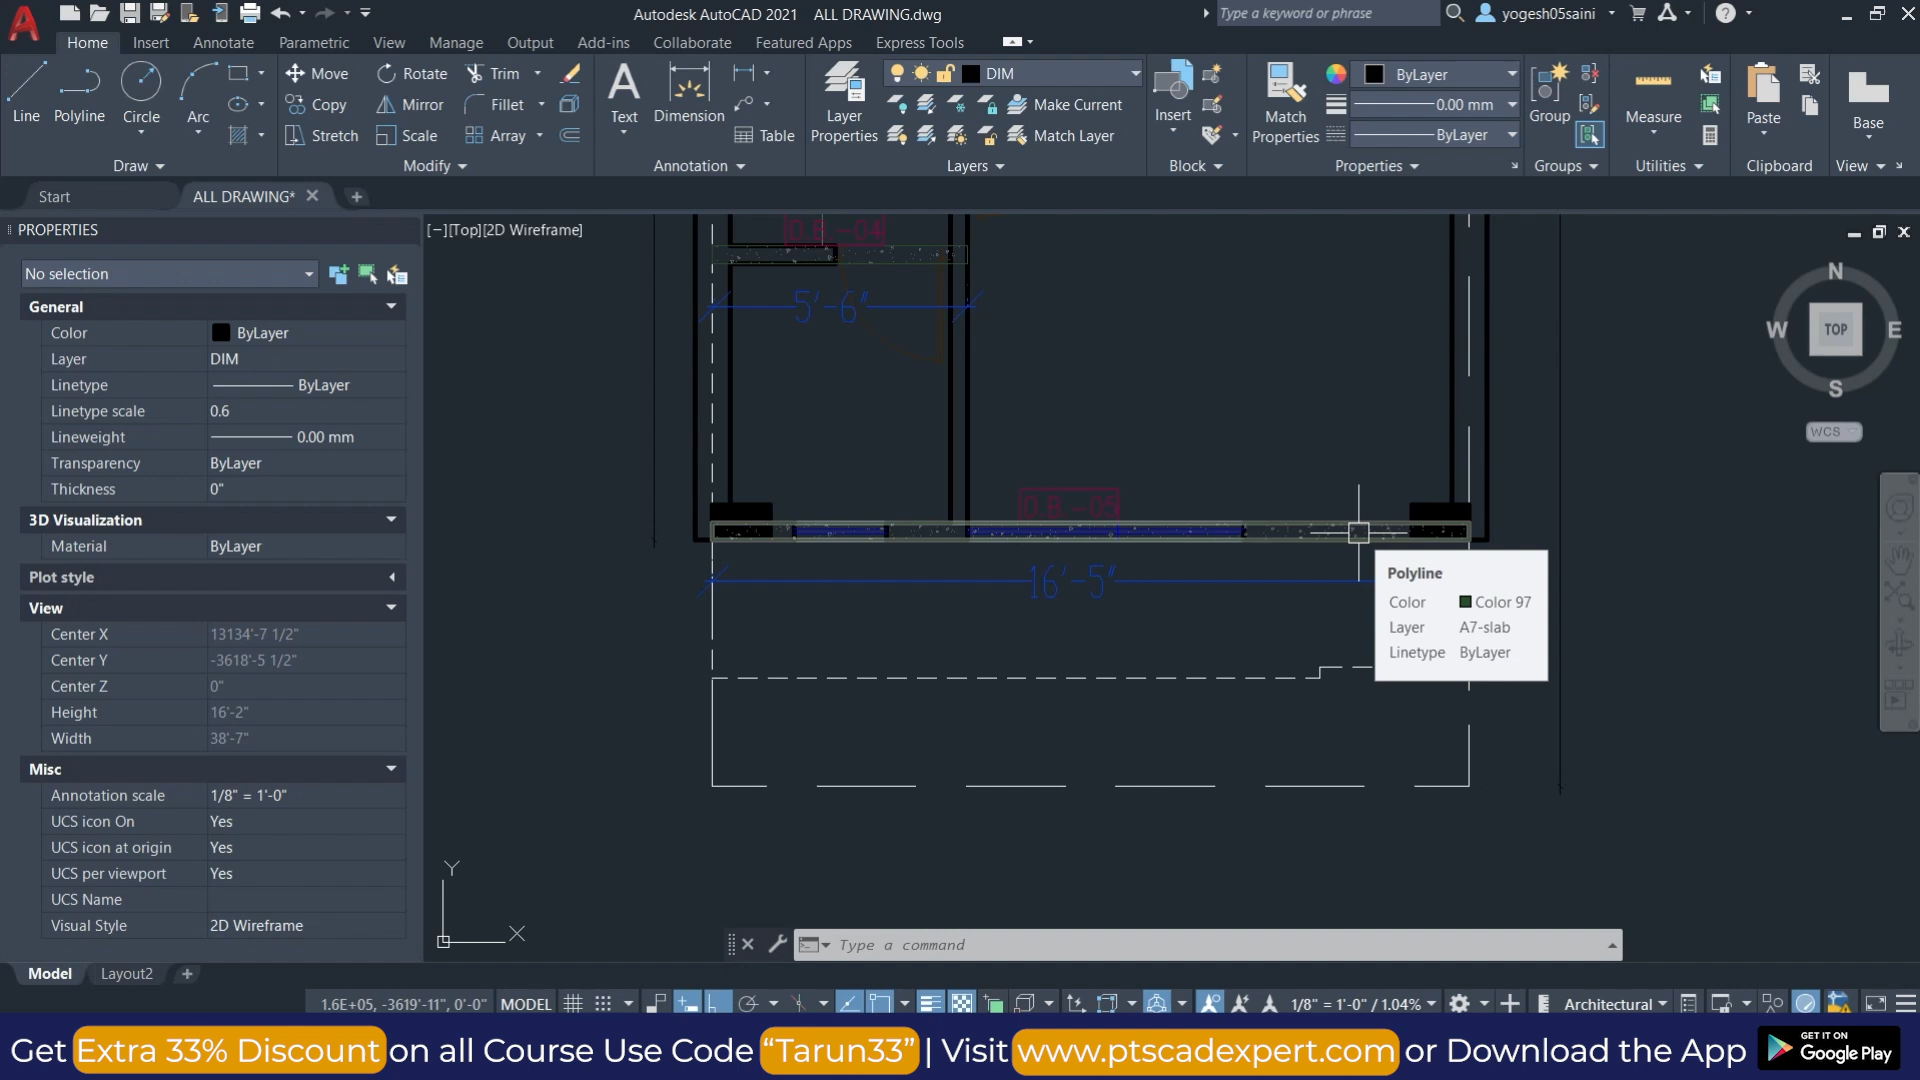 Autodesk AutoCAD 2021 ALL DRAWING.dwg
Type a keyword or phrase
yogesh05saini
Home Insert Annotate Parametric View Manage Output Add-ins Collaborate Featured Apps Express Tools
Line Polyline Circle Arc
Move Rotate Trim
Copy Mirror Fillet
Stretch Scale Array
Text Dimension Table
Layer Properties
DIM
Make Current
Match Layer
Insert
Match Properties
ByLayer
0.00 mm
ByLayer
Group Measure Paste Base
Draw Modify Annotation Layers Block Properties Groups Utilities Clipboard View
Start ALL DRAWING*
PROPERTIES
[−][Top][2D Wireframe]
No selection
General
Color ByLayer
Layer DIM
Linetype ByLayer
Linetype scale 0.6
Lineweight 0.00 mm
Transparency ByLayer
Thickness 0"
3D Visualization
Material ByLayer
Plot style
View
Center X 13134'-7 1/2"
Center Y -3618'-5 1/2"
Center Z 0"
Height 16'-2"
Width 38'-7"
Misc
Annotation scale 1/8" = 1'-0"
UCS icon On Yes
UCS icon at origin Yes
UCS per viewport Yes
UCS Name
Visual Style 2D Wireframe
D.B.-04
5'-6"
D.B.-05
16'-5"
N
W TOP E
S
WCS
Polyline
Color Color 97
Layer A7-slab
Linetype ByLayer
Y
X
Type a command
Model Layout2
1.6E+05, -3619'-11", 0'-0" MODEL 1/8" = 1'-0" / 1.04% Architectural
Get Extra 33% Discount on all Course Use Code “Tarun33” | Visit www.ptscadexpert.com or Download the App
GET IT ON
Google Play